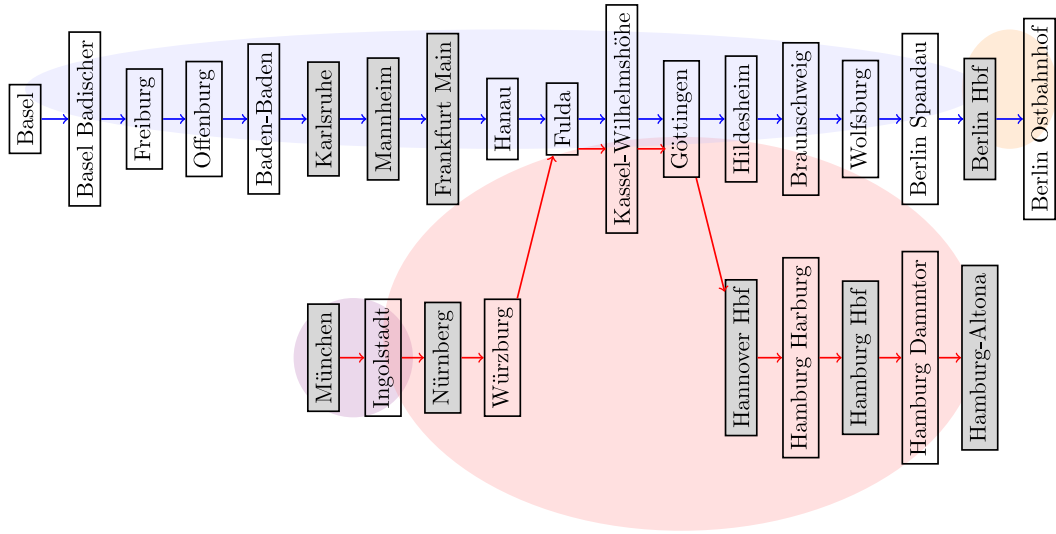 Basel
Basel Badischer
Freiburg
Offenburg
Baden-Baden
Karlsruhe
Mannheim
Frankfurt Main
Hanau
Fulda
Kassel-Wilhelmshöhe
Göttingen
Hildesheim
Braunschweig
Wolfsburg
Berlin Spandau
Berlin Hbf
Berlin Ostbahnhof
München
Ingolstadt
Nürnberg
Würzburg
Hannover Hbf
Hamburg Harburg
Hamburg Hbf
Hamburg Dammtor
Hamburg-Altona